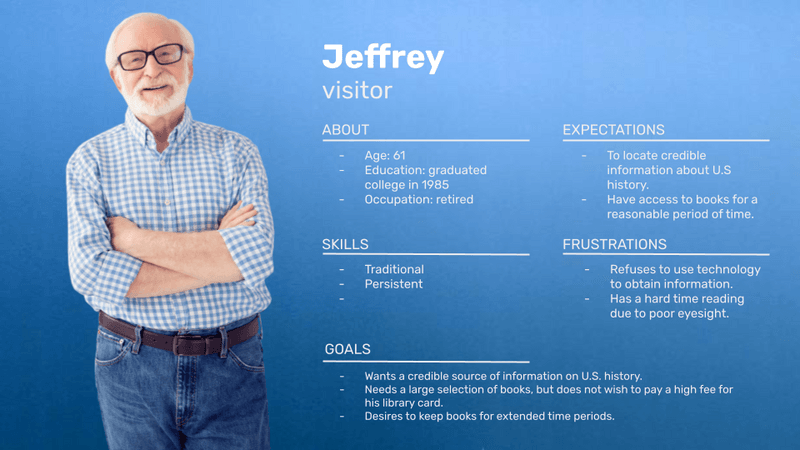 Jeffrey
visitor
ABOUT
- Age: 61
- Education: graduated
college in 1985
- Occupation: retired
EXPECTATIONS
- To locate credible
information about U.S
history.
- Have access to books for a
reasonable period of time.
SKILLS
- Traditional
- Persistent
-
FRUSTRATIONS
- Refuses to use technology
to obtain information.
- Has a hard time reading
due to poor eyesight.
GOALS
- Wants a credible source of information on U.S. history.
- Needs a large selection of books, but does not wish to pay a high fee for
his library card.
- Desires to keep books for extended time periods.